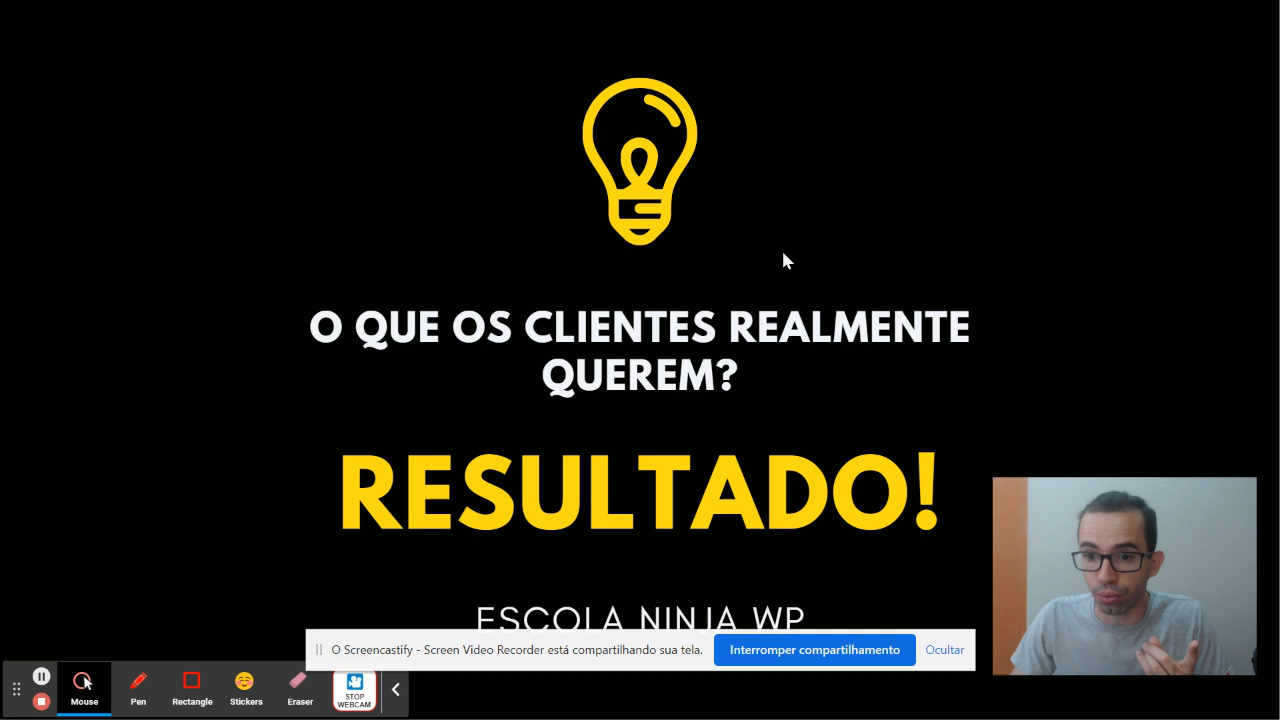 O QUE OS CLIENTES REALMENTE
QUEREM?
RESULTADO!
ESCOLA NINJA WP
O Screencastify - Screen Video Recorder está compartilhando sua tela.
Interromper compartilhamento
Ocultar
Mouse
Pen
Rectangle
Stickers
Eraser
STOP
WEBCAM